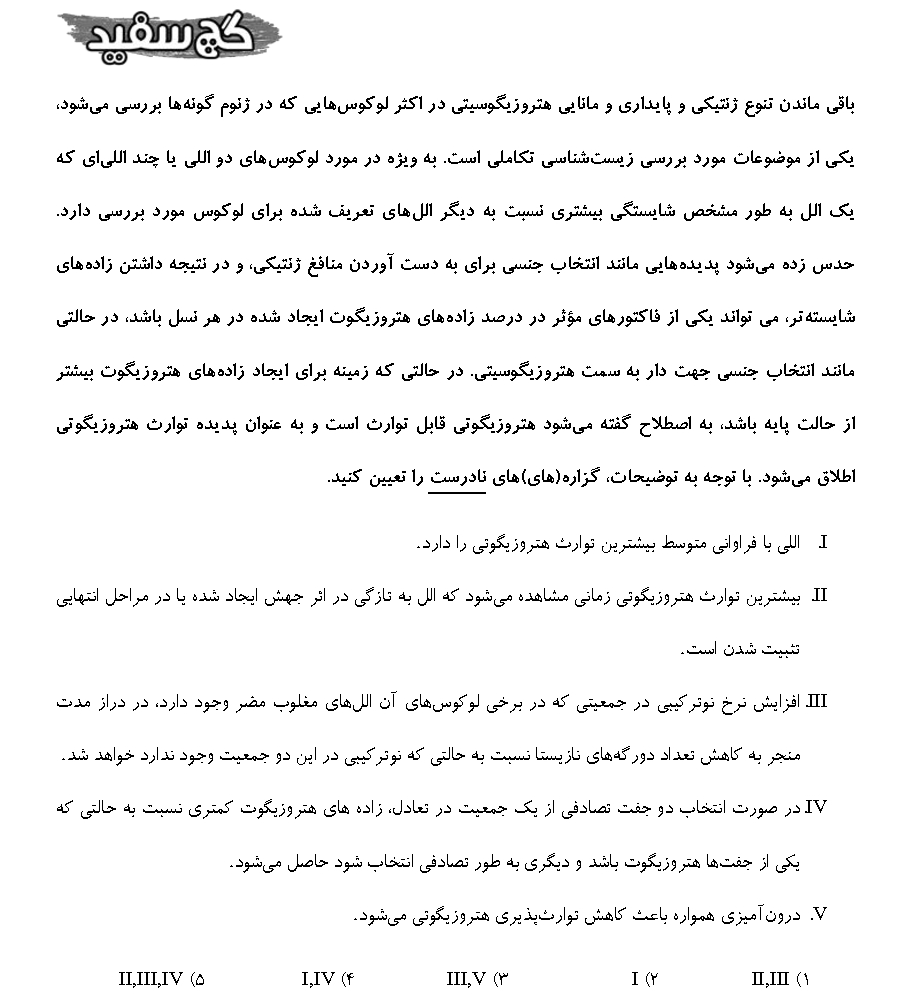 گچ سفید
باقی ماندن تنوع ژنتیکی و پایداری و مانایی هتروزیگوسیتی در اکثر لوکوس‌هایی که در ژنوم گونه‌ها بررسی می‌شود،
یکی از موضوعات مورد بررسی زیست‌شناسی تکاملی است. به ویژه در مورد لوکوس‌های دو اللی یا چند اللی‌ای که
یک الل به طور مشخص شایستگی بیشتری نسبت به دیگر الل‌های تعریف شده برای لوکوس مورد بررسی دارد.
حدس زده می‌شود پدیده‌هایی مانند انتخاب جنسی برای به دست آوردن منافع ژنتیکی، و در نتیجه داشتن زاده‌های
شایسته‌تر، می تواند یکی از فاکتورهای مؤثر در درصد زاده‌های هتروزیگوت ایجاد شده در هر نسل باشد، در حالتی
مانند انتخاب جنسی جهت دار به سمت هتروزیگوسیتی. در حالتی که زمینه برای ایجاد زاده‌های هتروزیگوت بیشتر
از حالت پایه باشد، به اصطلاح گفته می‌شود هتروزیگوتی قابل توارث است و به عنوان پدیده توارث هتروزیگوتی
اطلاق می‌شود. با توجه به توضیحات، گزاره(های)های نادرست را تعیین کنید.
I. اللی با فراوانی متوسط بیشترین توارث هتروزیگوتی را دارد.
II. بیشترین توارث هتروزیگوتی زمانی مشاهده می‌شود که الل به تازگی در اثر جهش ایجاد شده یا در مراحل انتهایی
تثبیت شدن است.
III. افزایش نرخ نوترکیبی در جمعیتی که در برخی لوکوس‌های آن الل‌های مغلوب مضر وجود دارد، در دراز مدت
منجر به کاهش تعداد دورگه‌های نازیستا نسبت به حالتی که نوترکیبی در این دو جمعیت وجود ندارد خواهد شد.
IV. در صورت انتخاب دو جفت تصادفی از یک جمعیت در تعادل، زاده های هتروزیگوت کمتری نسبت به حالتی که
یکی از جفت‌ها هتروزیگوت باشد و دیگری به طور تصادفی انتخاب شود حاصل می‌شود.
V. درون‌آمیزی همواره باعث کاهش توارث‌پذیری هتروزیگوتی می‌شود.
۱) II,III ۲) I ۳) III,V ۴) I,IV ۵) II,III,IV